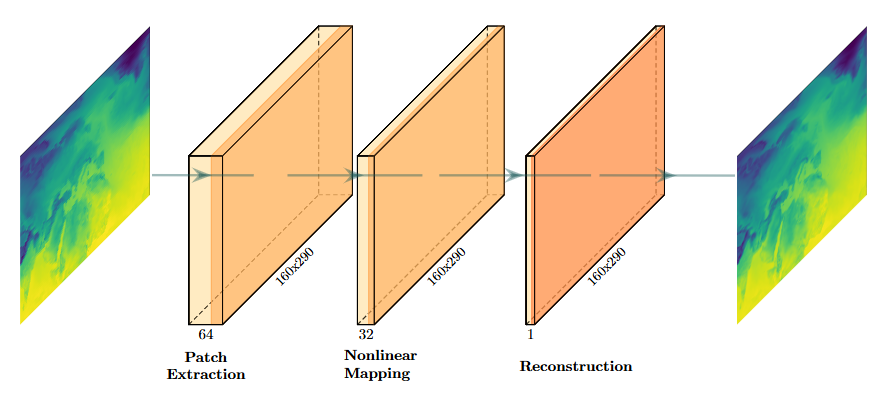 160x290
160x290
160x290
64
32
1
Patch
Extraction
Nonlinear
Mapping
Reconstruction